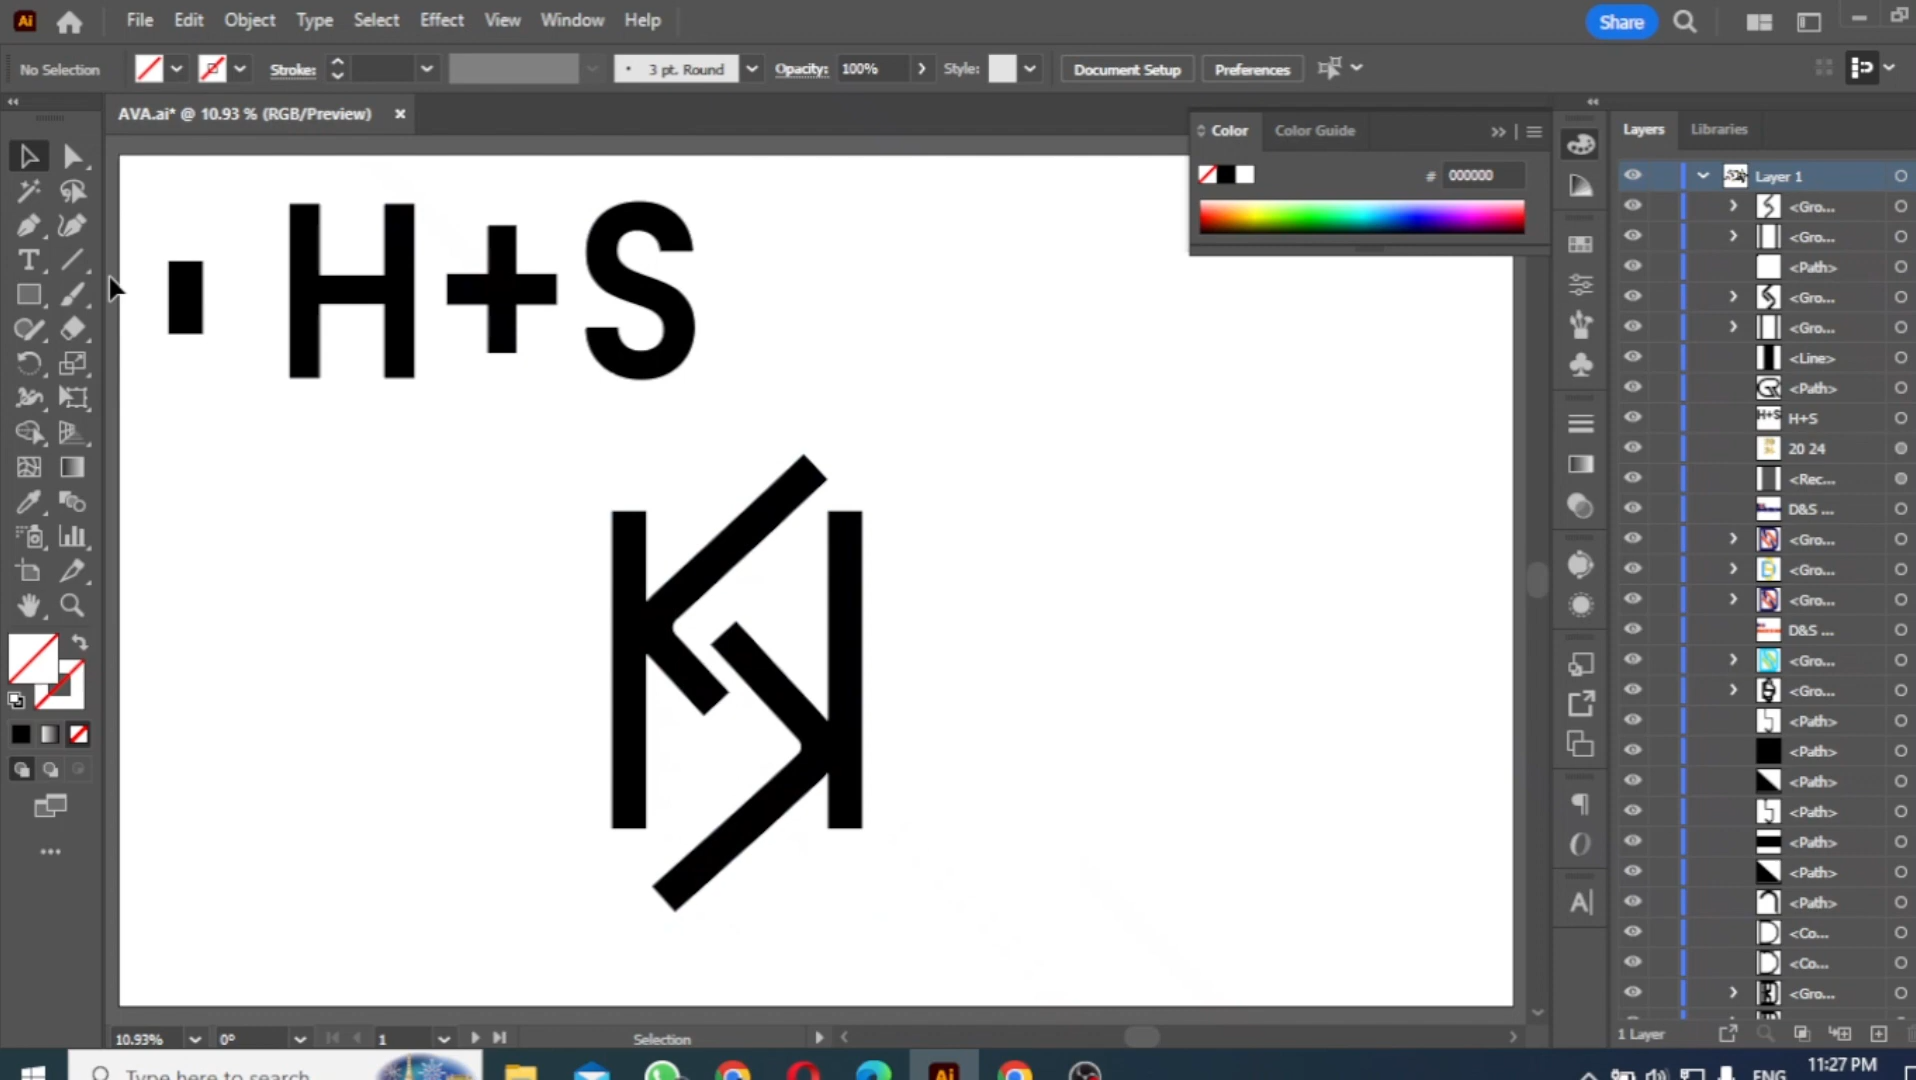 Ai File Edit Object Type Select Effect View Window Help Share
No Selection Stroke: 3 pt. Round Opacity: 100% Style: Document Setup Preferences
AVA.ai* @ 10.93 % (RGB/Preview)
Color Color Guide
# 000000
Layers Libraries
Layer 1
<Gro...
<Gro...
<Path>
<Gro...
<Gro...
<Line>
<Path>
H+S
20 24
<Rec...
D&S ...
<Gro...
<Gro...
<Gro...
D&S ...
<Gro...
<Gro...
<Path>
<Path>
<Path>
<Path>
<Path>
<Path>
<Path>
<Co...
<Co...
<Gro...
H+S
10.93% 0° 1 Selection
1 Layer
Type here to search
Ai
ENG
11:27 PM